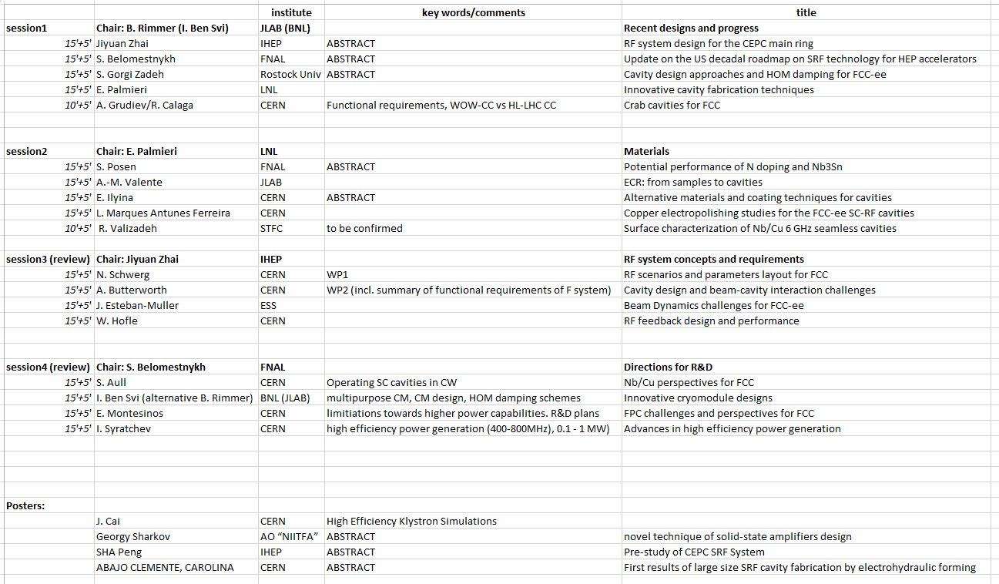 institute key words/comments title
session1 Chair: B. Rimmer (I. Ben Svi) JLAB (BNL) Recent designs and progress
15'+5' Jiyuan Zhai IHEP ABSTRACT RF system design for the CEPC main ring
15'+5' S. Belomestnykh FNAL ABSTRACT Update on the US decadal roadmap on SRF technology for HEP accelerators
15'+5' S. Gorgi Zadeh Rostock Univ ABSTRACT Cavity design approaches and HOM damping for FCC-ee
15'+5' E. Palmieri LNL Innovative cavity fabrication techniques
10'+5' A. Grudiev/R. Calaga CERN Functional requirements, WOW-CC vs HL-LHC CC Crab cavities for FCC
session2 Chair: E. Palmieri LNL Materials
15'+5' S. Posen FNAL ABSTRACT Potential performance of N doping and Nb3Sn
15'+5' A.-M. Valente JLAB ECR: from samples to cavities
15'+5' E. Ilyina CERN ABSTRACT Alternative materials and coating techniques for cavities
15'+5' L. Marques Antunes Ferreira CERN Copper electropolishing studies for the FCC-ee SC-RF cavities
10'+5' R. Valizadeh STFC to be confirmed Surface characterization of Nb/Cu 6 GHz seamless cavities
session3 (review) Chair: Jiyuan Zhai IHEP RF system concepts and requirements
15'+5' N. Schwerg CERN WP1 RF scenarios and parameters layout for FCC
15'+5' A. Butterworth CERN WP2 (incl. summary of functional requirements of F system) Cavity design and beam-cavity interaction challenges
15'+5' J. Esteban-Muller ESS Beam Dynamics challenges for FCC-ee
15'+5' W. Hofle CERN RF feedback design and performance
session4 (review) Chair: S. Belomestnykh FNAL Directions for R&D
15'+5' S. Aull CERN Operating SC cavities in CW Nb/Cu perspectives for FCC
15'+5' I. Ben Svi (alternative B. Rimmer) BNL (JLAB) multipurpose CM, CM design, HOM damping schemes Innovative cryomodule designs
15'+5' E. Montesinos CERN limitiations towards higher power capabilities. R&D plans FPC challenges and perspectives for FCC
15'+5' I. Syratchev CERN high efficiency power generation (400-800MHz), 0.1 - 1 MW) Advances in high efficiency power generation
Posters:
J. Cai CERN High Efficiency Klystron Simulations
Georgy Sharkov AO “NIITFA” ABSTRACT novel technique of solid-state amplifiers design
SHA Peng IHEP ABSTRACT Pre-study of CEPC SRF System
ABAJO CLEMENTE, CAROLINA CERN ABSTRACT First results of large size SRF cavity fabrication by electrohydraulic forming